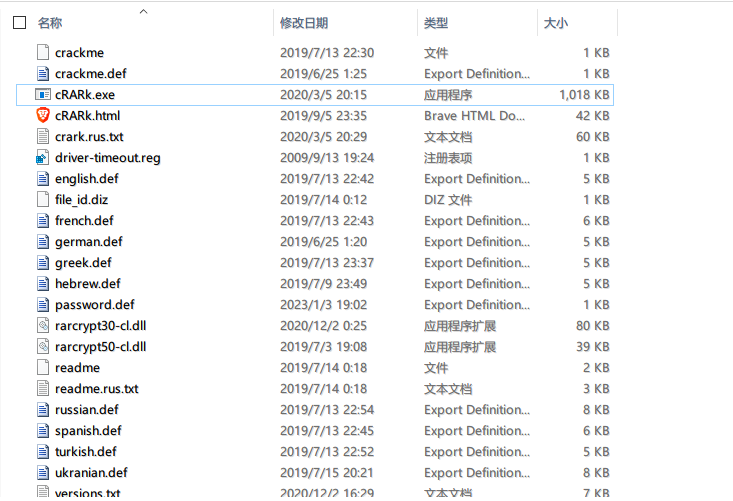 名称 修改日期 类型 大小
crackme 2019/7/13 22:30 文件 1 KB
crackme.def 2019/6/25 1:25 Export Definition... 1 KB
cRARk.exe 2020/3/5 20:15 应用程序 1,018 KB
cRARk.html 2019/9/5 23:35 Brave HTML Do... 42 KB
crark.rus.txt 2020/3/5 20:29 文本文档 60 KB
driver-timeout.reg 2009/9/13 19:24 注册表项 1 KB
english.def 2019/7/13 22:42 Export Definition... 5 KB
file_id.diz 2019/7/14 0:12 DIZ 文件 1 KB
french.def 2019/7/13 22:43 Export Definition... 6 KB
german.def 2019/6/25 1:20 Export Definition... 5 KB
greek.def 2019/7/13 23:37 Export Definition... 5 KB
hebrew.def 2019/7/9 23:49 Export Definition... 5 KB
password.def 2023/1/3 19:02 Export Definition... 1 KB
rarcrypt30-cl.dll 2020/12/2 0:25 应用程序扩展 80 KB
rarcrypt50-cl.dll 2019/7/3 19:08 应用程序扩展 39 KB
readme 2019/7/14 0:18 文件 2 KB
readme.rus.txt 2019/7/14 0:18 文本文档 3 KB
russian.def 2019/7/13 22:54 Export Definition... 8 KB
spanish.def 2019/7/13 22:45 Export Definition... 6 KB
turkish.def 2019/7/13 22:52 Export Definition... 5 KB
ukranian.def 2019/7/15 20:21 Export Definition... 8 KB
versions.txt 2020/12/2 16:29 文本文档 7 KB